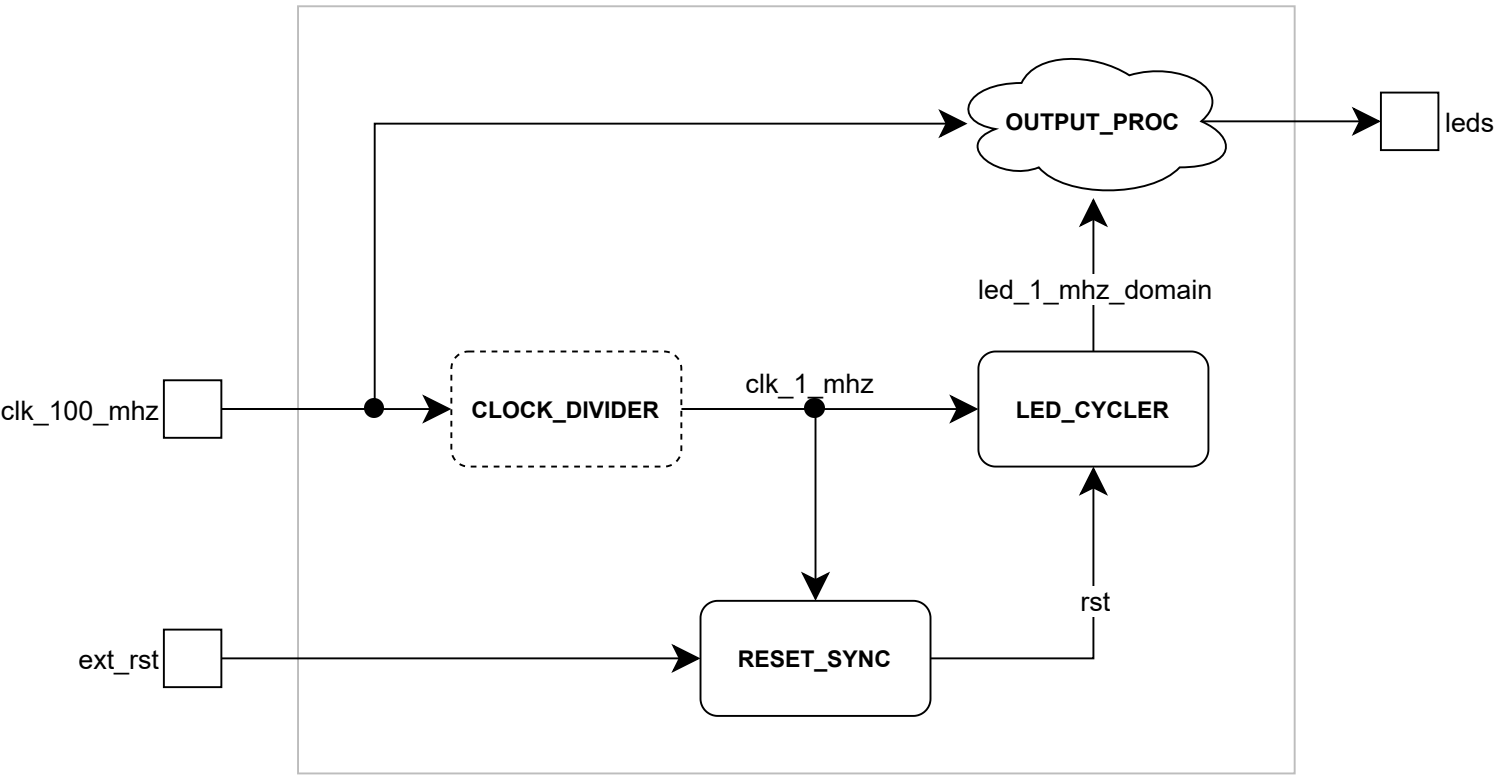 OUTPUT_PROC
leds
led_1_mhz_domain
clk_100_mhz
CLOCK_DIVIDER
clk_1_mhz
LED_CYCLER
rst
ext_rst
RESET_SYNC